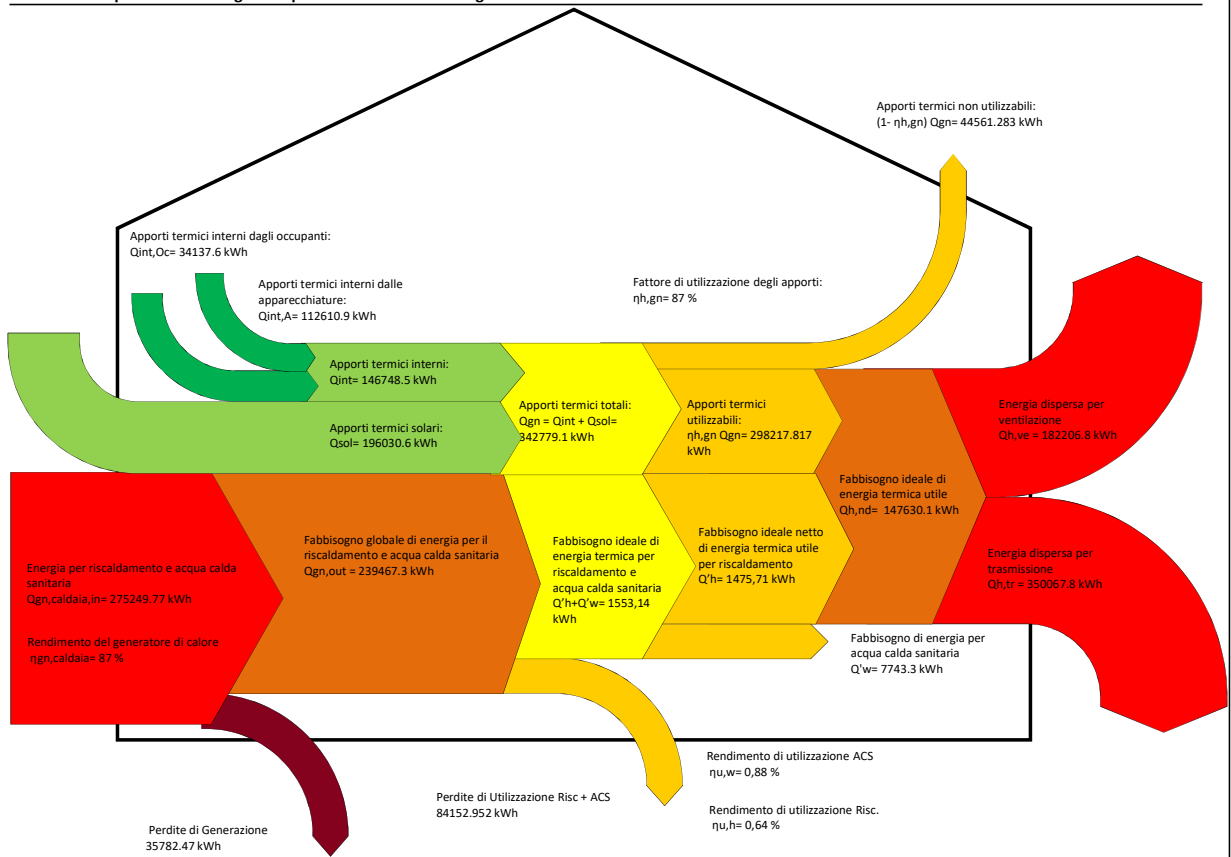 Apporti termici non utilizzabili:
(1- ηh,gn) Qgn= 44561.283 kWh
Apporti termici interni dagli occupanti:
Qint,Oc= 34137.6 kWh
Apporti termici interni dalle
apparecchiature:
Qint,A= 112610.9 kWh
Fattore di utilizzazione degli apporti:
ηh,gn= 87 %
Apporti termici interni:
Qint= 146748.5 kWh
Apporti termici solari:
Qsol= 196030.6 kWh
Apporti termici totali:
Qgn = Qint + Qsol=
342779.1 kWh
Apporti termici
utilizzabili:
ηh,gn Qgn= 298217.817
kWh
Energia dispersa per
ventilazione
Qh,ve = 182206.8 kWh
Fabbisogno ideale di
energia termica utile
Qh,nd=  147630.1 kWh
Energia per riscaldamento e acqua calda
sanitaria
Qgn,caldaia,in= 275249.77 kWh
Rendimento del generatore di calore
ηgn,caldaia= 87 %
Fabbisogno globale di energia per il
riscaldamento e acqua calda sanitaria
Qgn,out = 239467.3 kWh
Fabbisogno ideale di
energia termica per
riscaldamento e
acqua calda sanitaria
Q’h+Q’w= 1553,14
kWh
Fabbisogno ideale netto
di energia termica utile
per riscaldamento
Q’h= 1475,71 kWh
Energia dispersa per
trasmissione
Qh,tr = 350067.8 kWh
Fabbisogno di energia per
acqua calda sanitaria
Q'w= 7743.3 kWh
Rendimento di utilizzazione ACS
ηu,w= 0,88 %
Rendimento di utilizzazione Risc.
ηu,h= 0,64 %
Perdite di Utilizzazione Risc + ACS
84152.952 kWh
Perdite di Generazione
35782.47 kWh